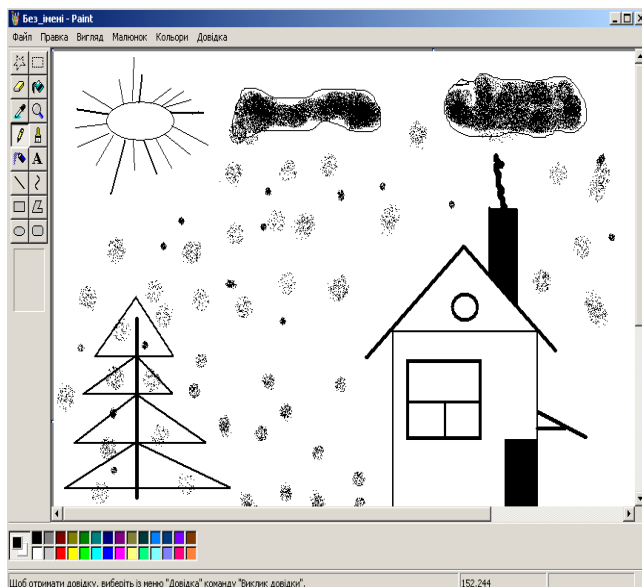 Без_імені - Paint
Файл Правка Вигляд Малюнок Кольори Довідка
A
Щоб отримати довідку, виберіть із меню "Довідка" команду "Виклик довідки".
152,244